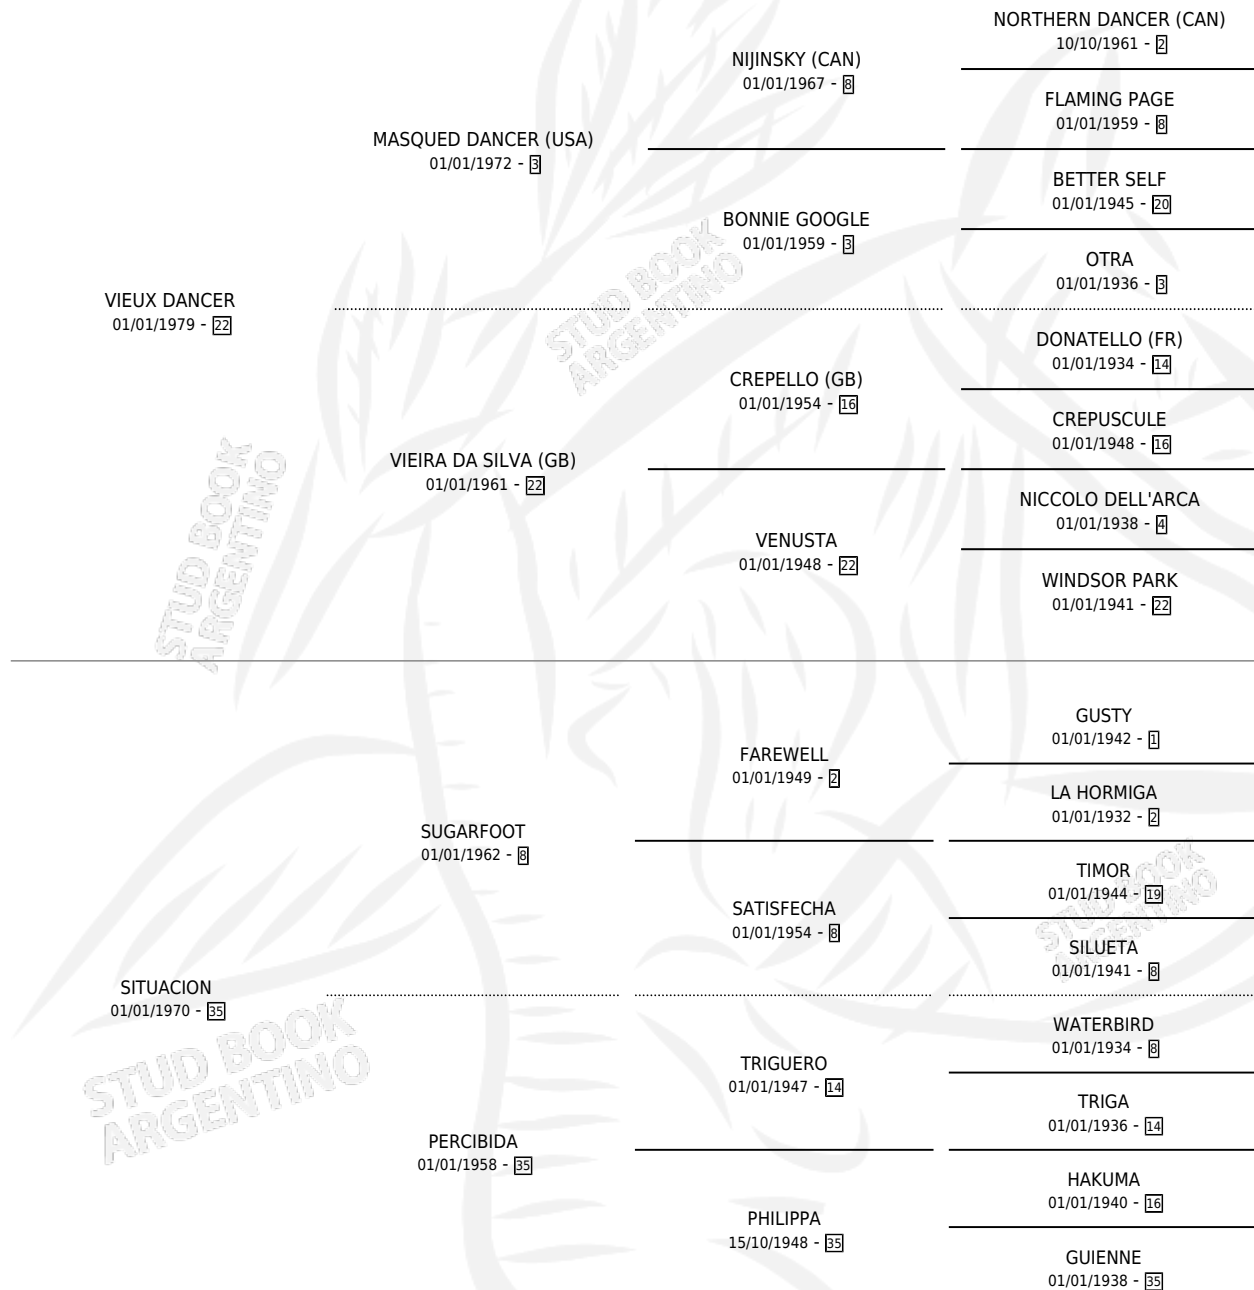 NORTHERN DANCER (CAN)
10/10/1961 - 2
NIJINSKY (CAN)
01/01/1967 - 8
FLAMING PAGE
01/01/1959 - 8
MASQUED DANCER (USA)
01/01/1972 - 3
BETTER SELF
01/01/1945 - 20
BONNIE GOOGLE
01/01/1959 - 3
OTRA
01/01/1936 - 3
VIEUX DANCER
01/01/1979 - 22
STUD BOOK
ARGENTINO
DONATELLO (FR)
01/01/1934 - 14
CREPELLO (GB)
01/01/1954 - 16
CREPUSCULE
01/01/1948 - 16
VIEIRA DA SILVA (GB)
01/01/1961 - 22
NICCOLO DELL'ARCA
01/01/1938 - 4
VENUSTA
01/01/1948 - 22
WINDSOR PARK
01/01/1941 - 22
STUD BOOK
ARGENTINO
GUSTY
01/01/1942 - 1
FAREWELL
01/01/1949 - 2
LA HORMIGA
01/01/1932 - 2
SUGARFOOT
01/01/1962 - 8
TIMOR
01/01/1944 - 19
SATISFECHA
01/01/1954 - 8
STUD BOOK
ARGENTINO
SILUETA
01/01/1941 - 8
SITUACION
01/01/1970 - 35
WATERBIRD
01/01/1934 - 8
STUD BOOK
ARGENTINO
TRIGUERO
01/01/1947 - 14
TRIGA
01/01/1936 - 14
PERCIBIDA
01/01/1958 - 35
HAKUMA
01/01/1940 - 16
PHILIPPA
15/10/1948 - 35
GUIENNE
01/01/1938 - 35